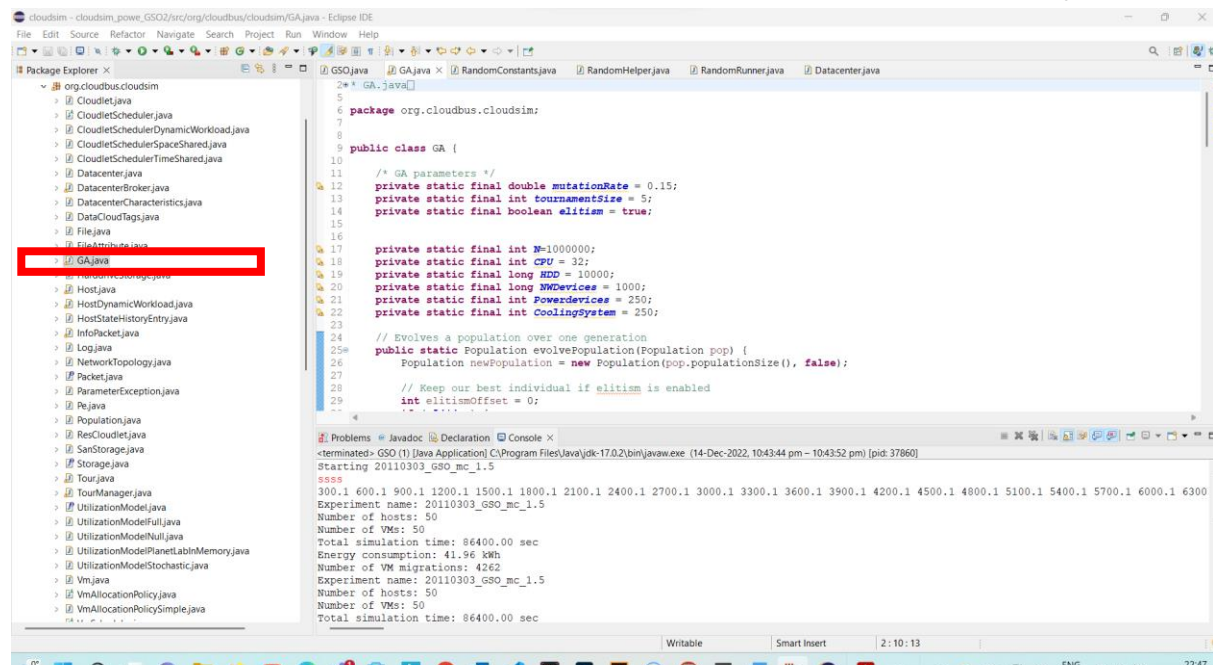 cloudsim - cloudsim_powe_GSO2/src/org/cloudbus/cloudsim/GA.java - Eclipse IDE
File Edit Source Refactor Navigate Search Project Run Window Help
Package Explorer
org.cloudbus.cloudsim
Cloudlet.java
CloudletScheduler.java
CloudletSchedulerDynamicWorkload.java
CloudletSchedulerSpaceShared.java
CloudletSchedulerTimeShared.java
Datacenter.java
DatacenterBroker.java
DatacenterCharacteristics.java
DataCloudTags.java
File.java
FileAttribute.java
GA.java
HarddriveStorage.java
Host.java
HostDynamicWorkload.java
HostStateHistoryEntry.java
InfoPacket.java
Log.java
NetworkTopology.java
Packet.java
ParameterException.java
Pe.java
Population.java
ResCloudlet.java
SanStorage.java
Storage.java
Tour.java
TourManager.java
UtilizationModel.java
UtilizationModelFull.java
UtilizationModelNull.java
UtilizationModelPlanetLabInMemory.java
UtilizationModelStochastic.java
Vm.java
VmAllocationPolicy.java
VmAllocationPolicySimple.java
GSO.java GA.java RandomConstants.java RandomHelper.java RandomRunner.java Datacenter.java
2 * GA.java
5
6 package org.cloudbus.cloudsim;
7
8
9 public class GA {
10
11 /* GA parameters */
12 private static final double mutationRate = 0.15;
13 private static final int tournamentSize = 5;
14 private static final boolean elitism = true;
15
16
17 private static final int N=1000000;
18 private static final int CPU = 32;
19 private static final long HDD = 10000;
20 private static final long NWDevices = 1000;
21 private static final int Powerdevices = 250;
22 private static final int CoolingSystem = 250;
23
24 // Evolves a population over one generation
25 public static Population evolvePopulation(Population pop) {
26 Population newPopulation = new Population(pop.populationSize(), false);
27
28 // Keep our best individual if elitism is enabled
29 int elitismOffset = 0;
Problems Javadoc Declaration Console
<terminated> GSO (1) [Java Application] C:\Program Files\Java\jdk-17.0.2\bin\javaw.exe (14-Dec-2022, 10:43:44 pm – 10:43:52 pm) [pid: 37860]
Starting 20110303_GSO_mc_1.5
ssss
300.1 600.1 900.1 1200.1 1500.1 1800.1 2100.1 2400.1 2700.1 3000.1 3300.1 3600.1 3900.1 4200.1 4500.1 4800.1 5100.1 5400.1 5700.1 6000.1 6300
Experiment name: 20110303_GSO_mc_1.5
Number of hosts: 50
Number of VMs: 50
Total simulation time: 86400.00 sec
Energy consumption: 41.96 kWh
Number of VM migrations: 4262
Experiment name: 20110303_GSO_mc_1.5
Number of hosts: 50
Number of VMs: 50
Total simulation time: 86400.00 sec
Writable Smart Insert 2 : 10 : 13
ENG 22:47